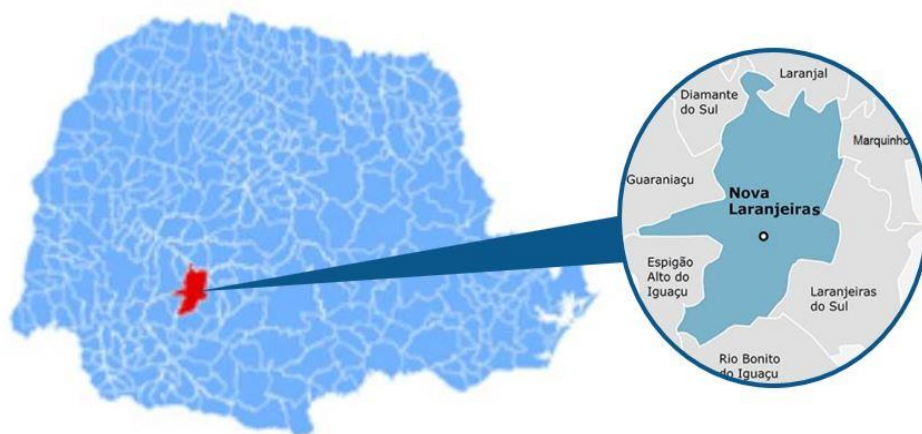 Laranjal
Diamante
do Sul
Marquinho
Guaraniaçu
Nova
Laranjeiras
Espigão
Alto do
Iguaçu
Laranjeiras
do Sul
Rio Bonito
do Iguaçu